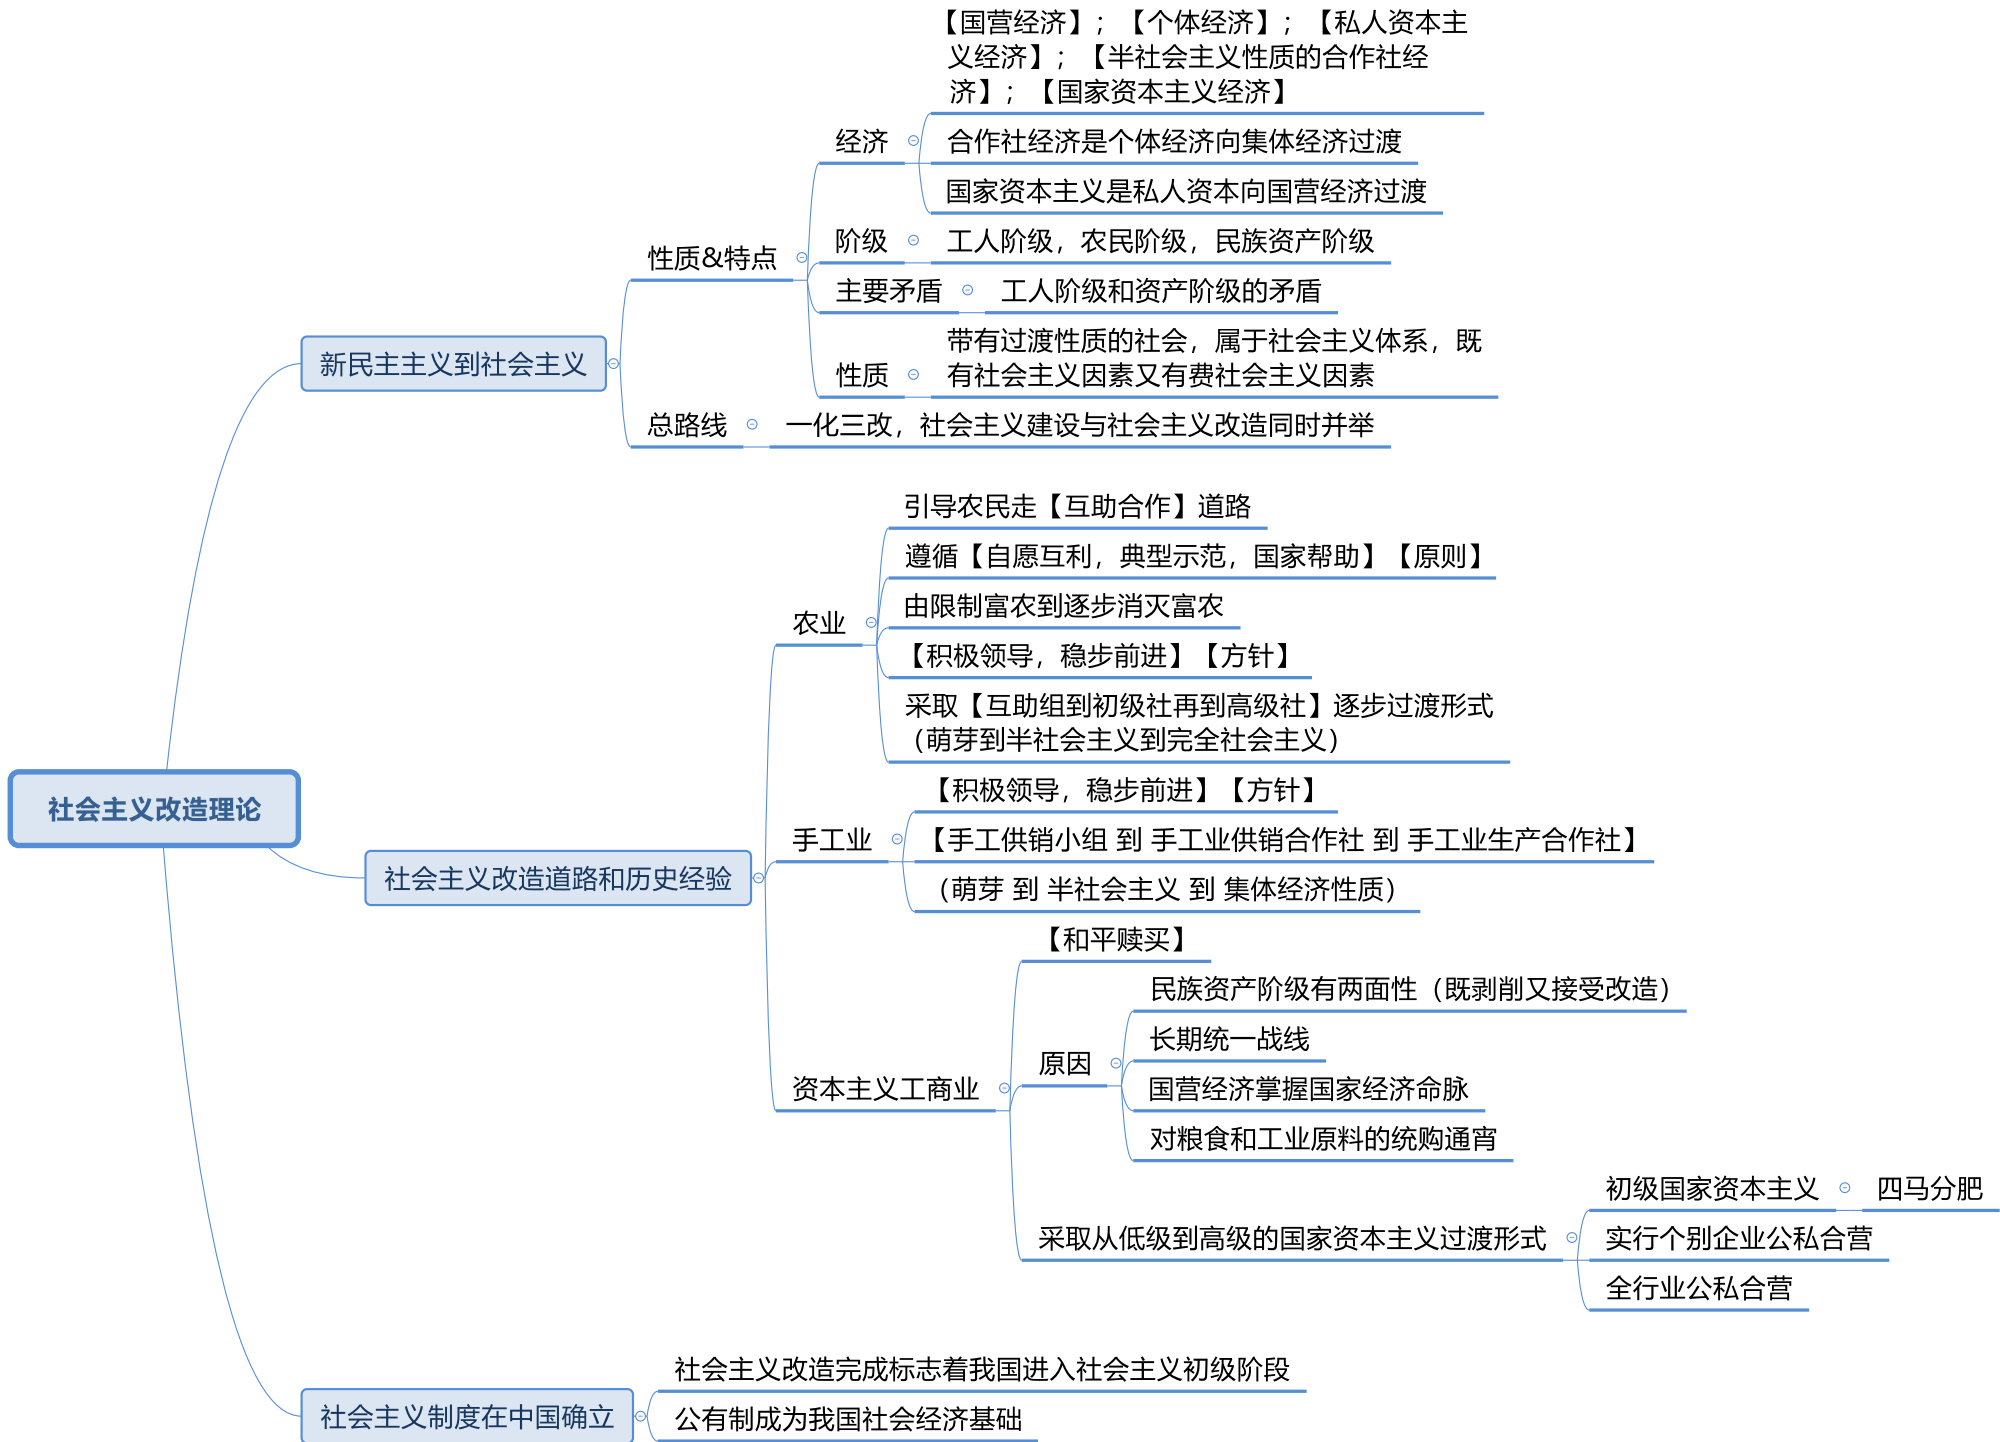 社会主义改造理论
新民主主义到社会主义
性质&特点
经济
【国营经济】；【个体经济】；【私人资本主
义经济】；【半社会主义性质的合作社经
济】；【国家资本主义经济】
合作社经济是个体经济向集体经济过渡
国家资本主义是私人资本向国营经济过渡
阶级
工人阶级，农民阶级，民族资产阶级
主要矛盾
工人阶级和资产阶级的矛盾
性质
带有过渡性质的社会，属于社会主义体系，既
有社会主义因素又有费社会主义因素
总路线
一化三改，社会主义建设与社会主义改造同时并举
社会主义改造道路和历史经验
农业
引导农民走【互助合作】道路
遵循【自愿互利，典型示范，国家帮助】【原则】
由限制富农到逐步消灭富农
【积极领导，稳步前进】【方针】
采取【互助组到初级社再到高级社】逐步过渡形式
（萌芽到半社会主义到完全社会主义）
手工业
【积极领导，稳步前进】【方针】
【手工供销小组 到 手工业供销合作社 到 手工业生产合作社】
（萌芽 到 半社会主义 到 集体经济性质）
资本主义工商业
【和平赎买】
原因
民族资产阶级有两面性（既剥削又接受改造）
长期统一战线
国营经济掌握国家经济命脉
对粮食和工业原料的统购通宵
采取从低级到高级的国家资本主义过渡形式
初级国家资本主义
四马分肥
实行个别企业公私合营
全行业公私合营
社会主义制度在中国确立
社会主义改造完成标志着我国进入社会主义初级阶段
公有制成为我国社会经济基础